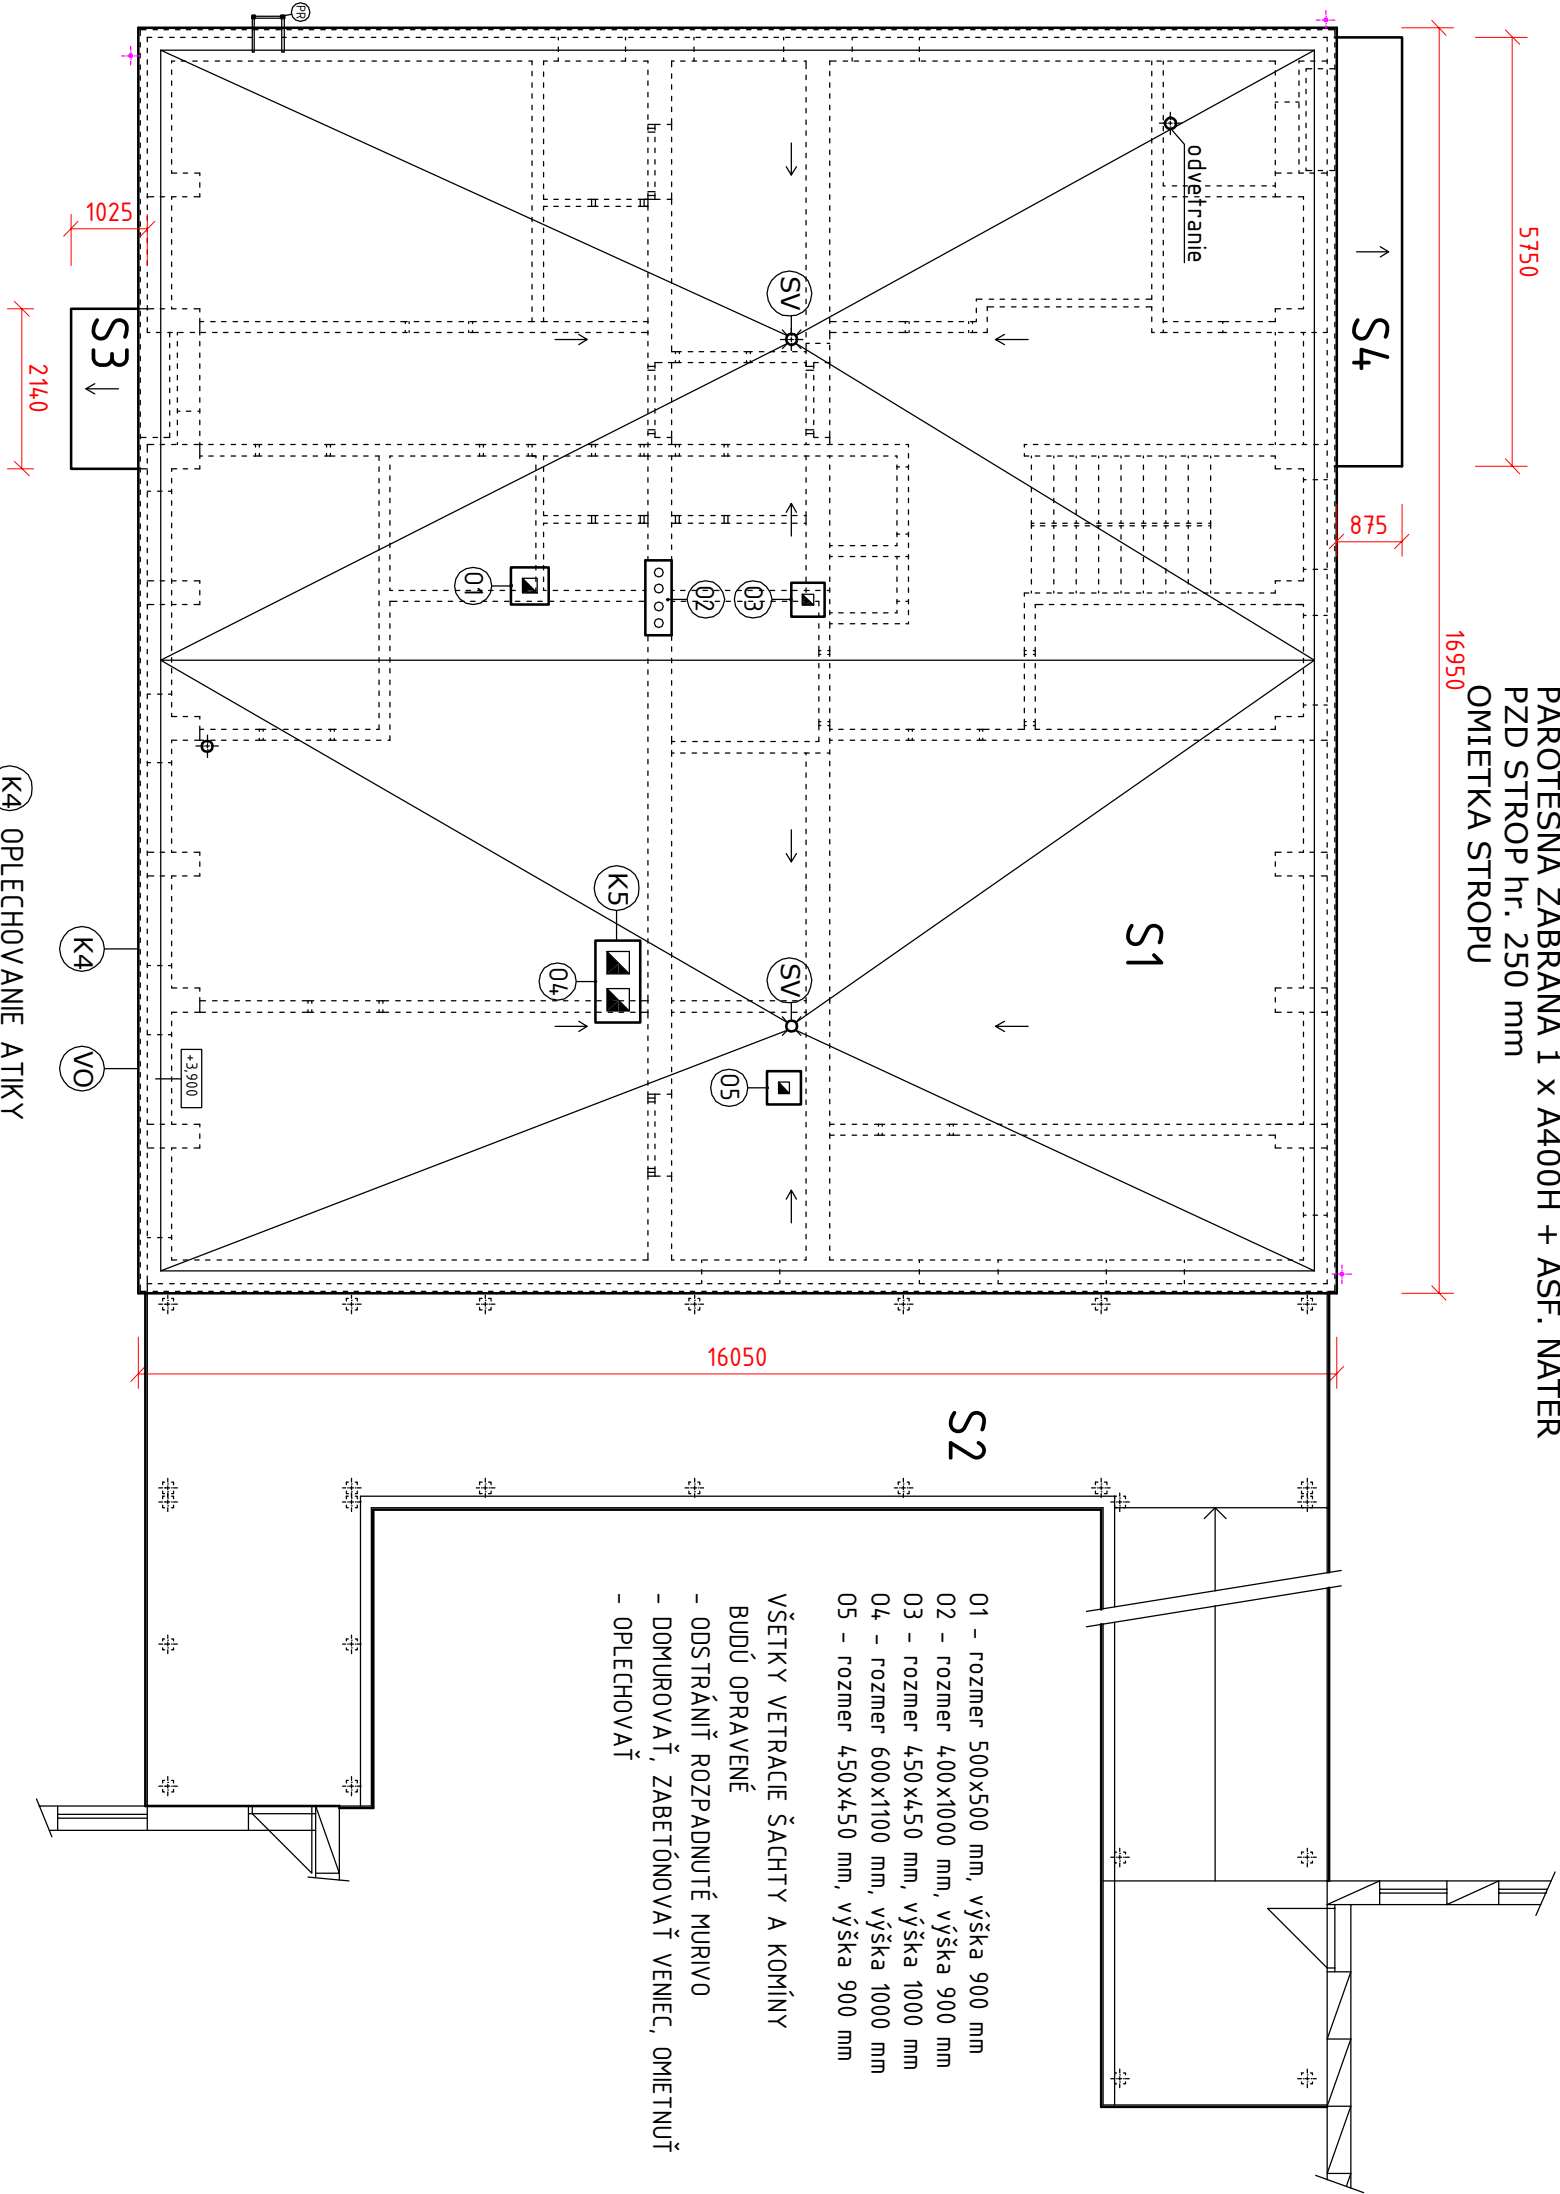 PAROTESNÁ ZÁBRANA 1 x A400H + ASF. NÁTER
PZD STROP hr. 250 mm
OMIETKA STROPU
5750
16950
875
S4
odvetranie
PR
SV
1025
S3
2140
01
02
03
S1
K5
04
SV
05
+3,900
K4
VO
K4 OPLECHOVANIE ATIKY
16050
S2
01 - rozmer 500x500 mm, výška 900 mm
02 - rozmer 400x1000 mm, výška 900 mm
03 - rozmer 450x450 mm, výška 1000 mm
04 - rozmer 600x1100 mm, výška 1000 mm
05 - rozmer 450x450 mm, výška 900 mm
VŠETKY VETRACIE ŠACHTY A KOMÍNY
BUDÚ OPRAVENÉ
- ODSTRÁNIŤ ROZPADNUTÉ MURIVO
- DOMUROVAŤ, ZABETÓNOVAŤ VENIEC, OMIETNUŤ
- OPLECHOVAŤ